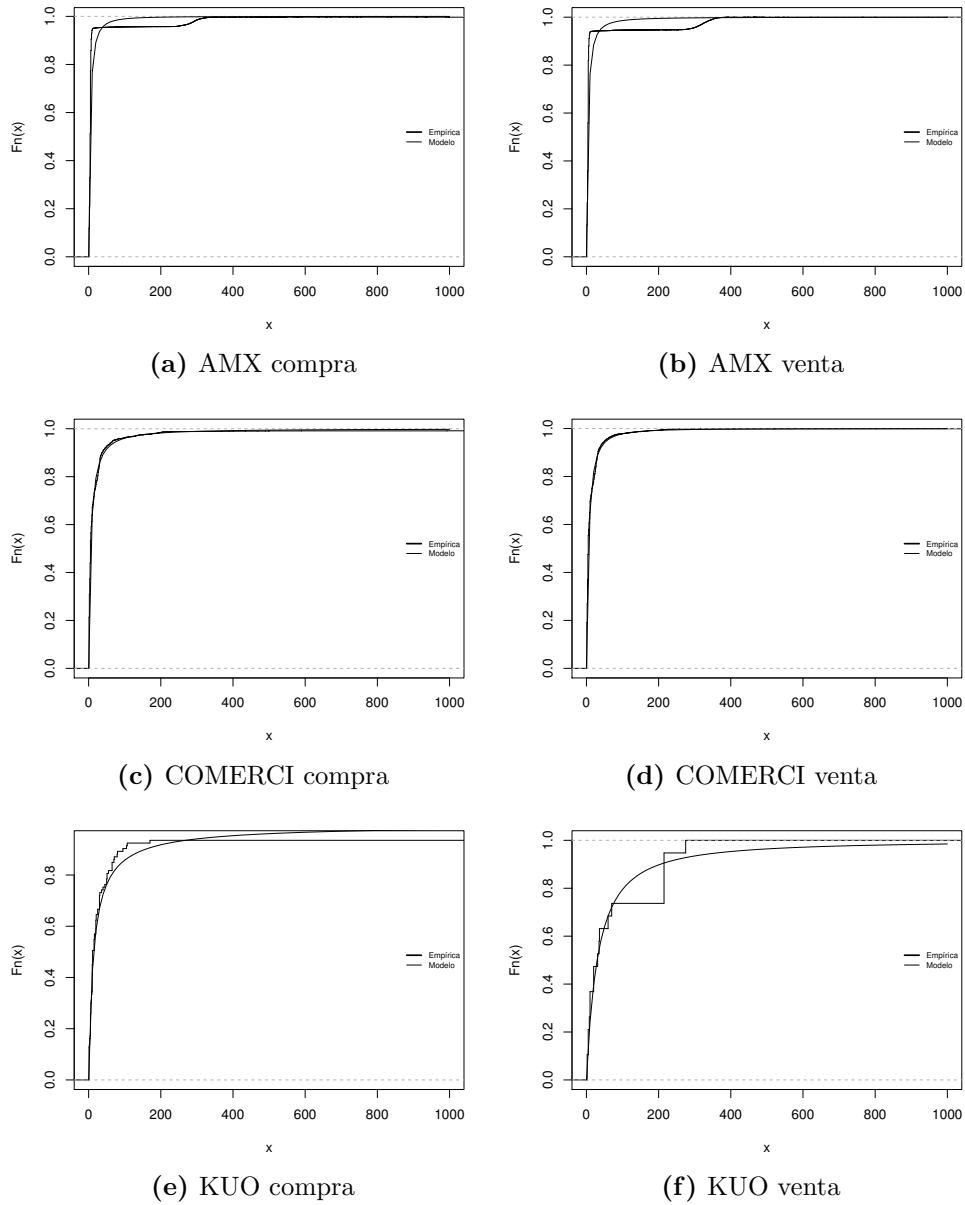 1.0
0.8
0.6
0.4
0.2
0.0
Fn(x)
Empírica
Modelo
0 200 400 600 800 1000
x
(a) AMX compra
1.0
0.8
0.6
0.4
0.2
0.0
Fn(x)
Empírica
Modelo
0 200 400 600 800 1000
x
(b) AMX venta
1.0
0.8
0.6
0.4
0.2
0.0
Fn(x)
Empírica
Modelo
0 200 400 600 800 1000
x
(c) COMERCI compra
1.0
0.8
0.6
0.4
0.2
0.0
Fn(x)
Empírica
Modelo
0 200 400 600 800 1000
x
(d) COMERCI venta
0.8
0.6
0.4
0.2
0.0
Fn(x)
Empírica
Modelo
0 200 400 600 800 1000
x
(e) KUO compra
1.0
0.8
0.6
0.4
0.2
0.0
Fn(x)
Empírica
Modelo
0 200 400 600 800 1000
x
(f) KUO venta